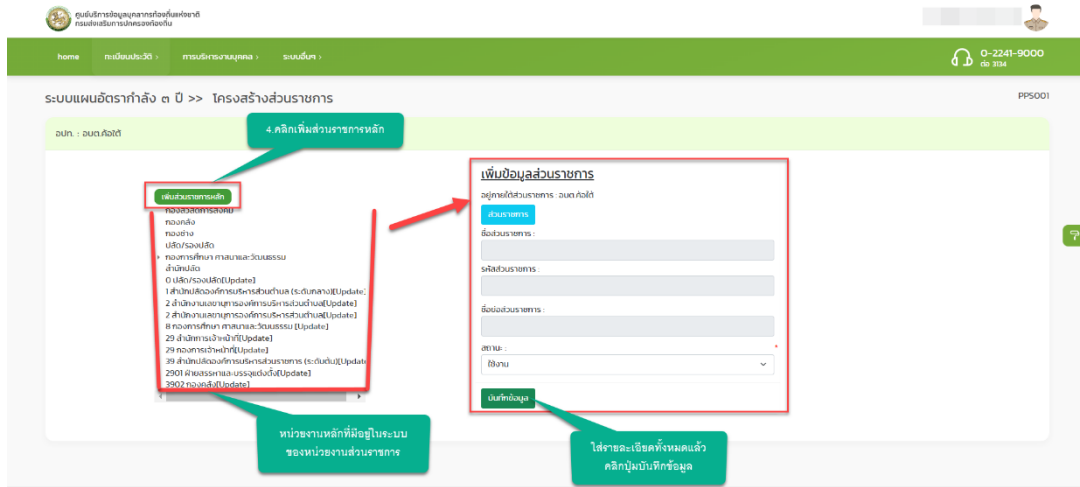 ศูนย์บริการข้อมูลบุคลากรท้องถิ่นแห่งชาติ
กรมส่งเสริมการปกครองท้องถิ่น
home ทะเบียนประวัติ › การบริหารงานบุคคล › ระบบอื่นๆ ›
0-2241-9000
ต่อ 3134
ระบบแผนอัตรากำลัง ๓ ปี >> โครงสร้างส่วนราชการ
PPS001
อปท. : อบต.ก้อใต้
4.คลิกเพิ่มส่วนราชการหลัก
เพิ่มส่วนราชการหลัก
กองสวัสดิการสังคม
กองคลัง
กองช่าง
ปลัด/รองปลัด
กองการศึกษา ศาสนาและวัฒนธรรม
สำนักปลัด
0 ปลัด/รองปลัด[Update]
1 สำนักปลัดองค์การบริหารส่วนตำบล (ระดับกลาง)[Update]
2 สำนักงานเลขานุการองค์การบริหารส่วนตำบล[Update]
2 สำนักงานเลขานุการองค์การบริหารส่วนตำบล[Update]
8 กองการศึกษา ศาสนาและวัฒนธรรม [Update]
29 สำนักการเจ้าหน้าที่[Update]
29 กองการเจ้าหน้าที่[Update]
39 สำนักปลัดองค์การบริหารส่วนราชการ (ระดับต้น)[Updat
2901 ฝ่ายสรรหาและบรรจุแต่งตั้ง[Update]
3902 กองคลัง[Update]
หน่วยงานหลักที่มีอยู่ในระบบ
ของหน่วยงานส่วนราชการ
เพิ่มข้อมูลส่วนราชการ
อยู่ภายใต้ส่วนราชการ : อบต.ก้อใต้
ส่วนราชการ
ชื่อส่วนราชการ :
รหัสส่วนราชการ :
ชื่อย่อส่วนราชการ :
สถานะ : *
ใช้งาน
บันทึกข้อมูล
ใส่รายละเอียดทั้งหมดแล้ว
คลิกปุ่มบันทึกข้อมูล